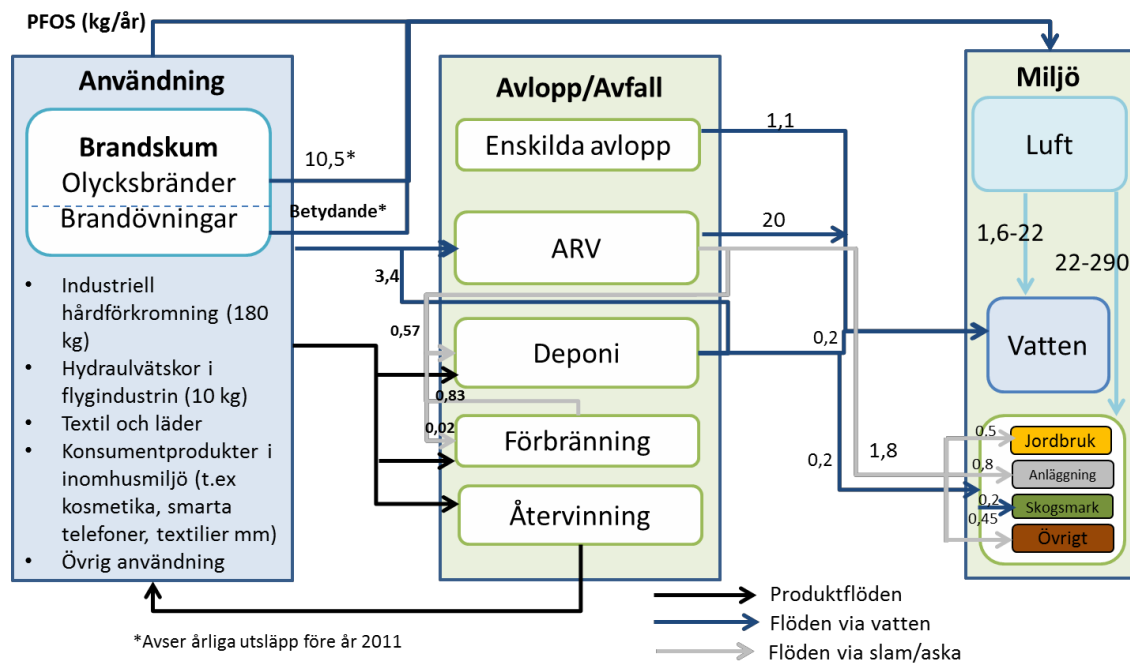 PFOS (kg/år)
Användning
Brandskum
Olycksbränder
Brandövningar
• Industriell
hårdförkromning (180
kg)
• Hydraulvätskor i
flygindustrin (10 kg)
• Textil och läder
• Konsumentprodukter i
inomhusmiljö (t.ex
kosmetika, smarta
telefoner, textilier mm)
• Övrig användning
10,5*
Betydande*
3,4
0,57
0,83
0,02
Avlopp/Avfall
Enskilda avlopp
ARV
Deponi
Förbränning
Återvinning
1,1
20
0,2
0,2
1,8
Miljö
Luft
1,6-22
22-290
Vatten
0,5
Jordbruk
0,8
Anläggning
0,2
Skogsmark
0,45
Övrigt
Produktflöden
Flöden via vatten
Flöden via slam/aska
*Avser årliga utsläpp före år 2011